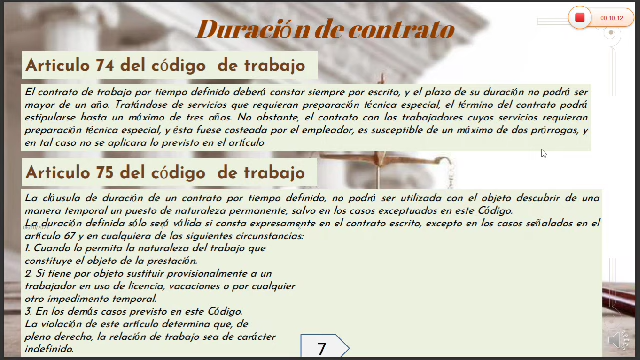 Duración de contrato
00:10:12
Articulo 74 del código de trabajo
El contrato de trabajo por tiempo definido deberá constar siempre por escrito, y el plazo de su duración no podrá ser
mayor de un año. Tratándose de servicios que requieran preparación técnica especial, el término del contrato podrá
estipularse hasta un máximo de tres años. No obstante, el contrato con los trabajadores cuyos servicios requieran
preparación técnica especial, y ésta fuese costeada por el empleador, es susceptible de un máximo de dos prórrogas, y
en tal caso no se aplicara lo previsto en el artículo
Articulo 75 del código de trabajo
La cláusula de duración de un contrato por tiempo definido, no podrá ser utilizada con el objeto descubrir de una
manera temporal un puesto de naturaleza permanente, salvo en los casos exceptuados en este Código.
La duración definida sólo será válida si consta expresamente en el contrato escrito, excepto en los casos señalados en el
artículo 67 y en cualquiera de las siguientes circunstancias:
1. Cuando lo permita la naturaleza del trabajo que
constituye el objeto de la prestación.
2. Si tiene por objeto sustituir provisionalmente a un
trabajador en uso de licencia, vacaciones o por cualquier
otro impedimento temporal.
3. En los demás casos previsto en este Código.
La violación de este artículo determina que, de
pleno derecho, la relación de trabajo sea de carácter
indefinido.
7